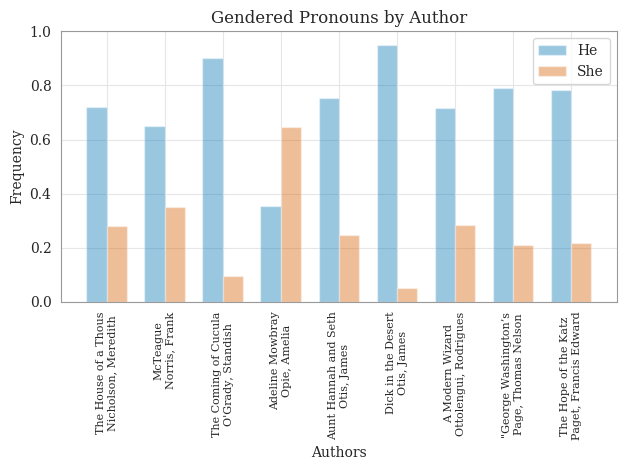 Gendered Pronouns by Author
He
She
Frequency
1.0
0.8
0.6
0.4
0.2
0.0
The House of a Thous
Nicholson, Meredith
McTeague
Norris, Frank
The Coming of Cucula
O'Grady, Standish
Adeline Mowbray
Opie, Amelia
Aunt Hannah and Seth
Otis, James
Dick in the Desert
Otis, James
A Modern Wizard
Ottolengui, Rodrigues
"George Washington’s
Page, Thomas Nelson
The Hope of the Katz
Paget, Francis Edward
Authors